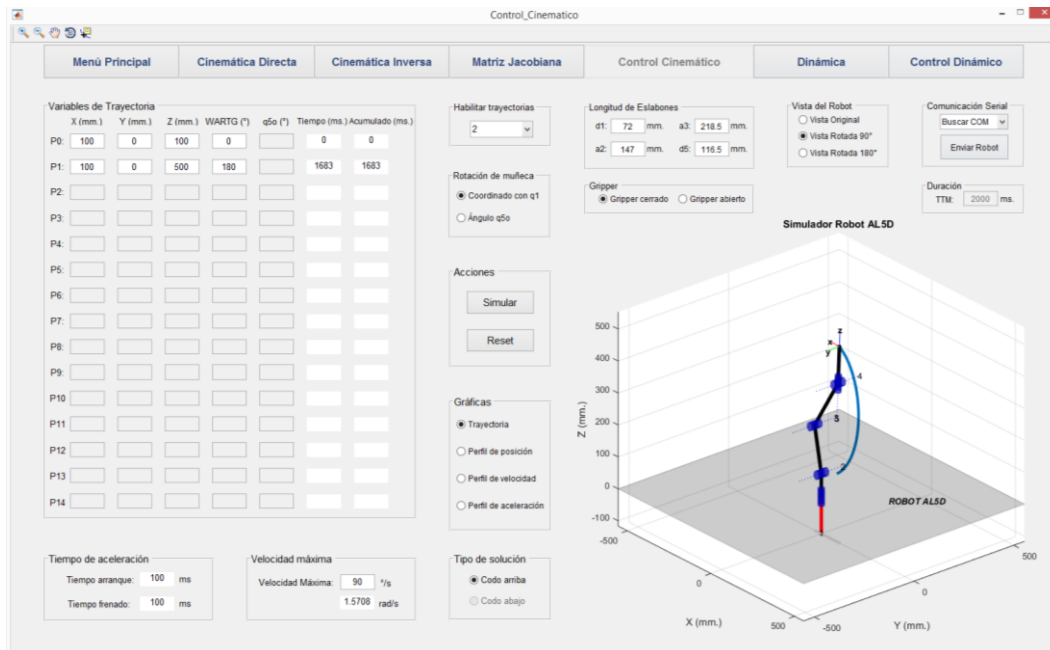 Control_Cinematico
Menú Principal Cinemática Directa Cinemática Inversa Matriz Jacobiana Control Cinemático Dinámica Control Dinámico
Variables de Trayectoria
X (mm.) Y (mm.) Z (mm.) WARTG (°) q5o (°) Tiempo (ms.) Acumulado (ms.)
P0: 100 0 100 0 0 0
P1: 100 0 500 180 1683 1683
P2:
P3:
P4:
P5:
P6:
P7:
P8:
P9:
P10
P11
P12
P13
P14
Tiempo de aceleración
Tiempo arranque: 100 ms
Tiempo frenado: 100 ms
Velocidad máxima
Velocidad Máxima: 90 °/s
1.5708 rad/s
Habilitar trayectorias
2
Rotación de muñeca
Coordinado con q1
Ángulo q5o
Acciones
Simular
Reset
Gráficas
Trayectoria
Perfil de posición
Perfil de velocidad
Perfil de aceleración
Tipo de solución
Codo arriba
Codo abajo
Longitud de Eslabones
d1: 72 mm. a3: 218.5 mm.
a2: 147 mm. d5: 116.5 mm.
Gripper
Gripper cerrado Gripper abierto
Vista del Robot
Vista Original
Vista Rotada 90°
Vista Rotada 180°
Comunicación Serial
Buscar COM
Enviar Robot
Duración
TTM: 2000 ms.
Simulador Robot AL5D
500
400
300
200
100
0
-100
Z (mm.)
z
x
y
4
3
2
1
ROBOT AL5D
-500
0
500
X (mm.)
-500
0
500
Y (mm.)